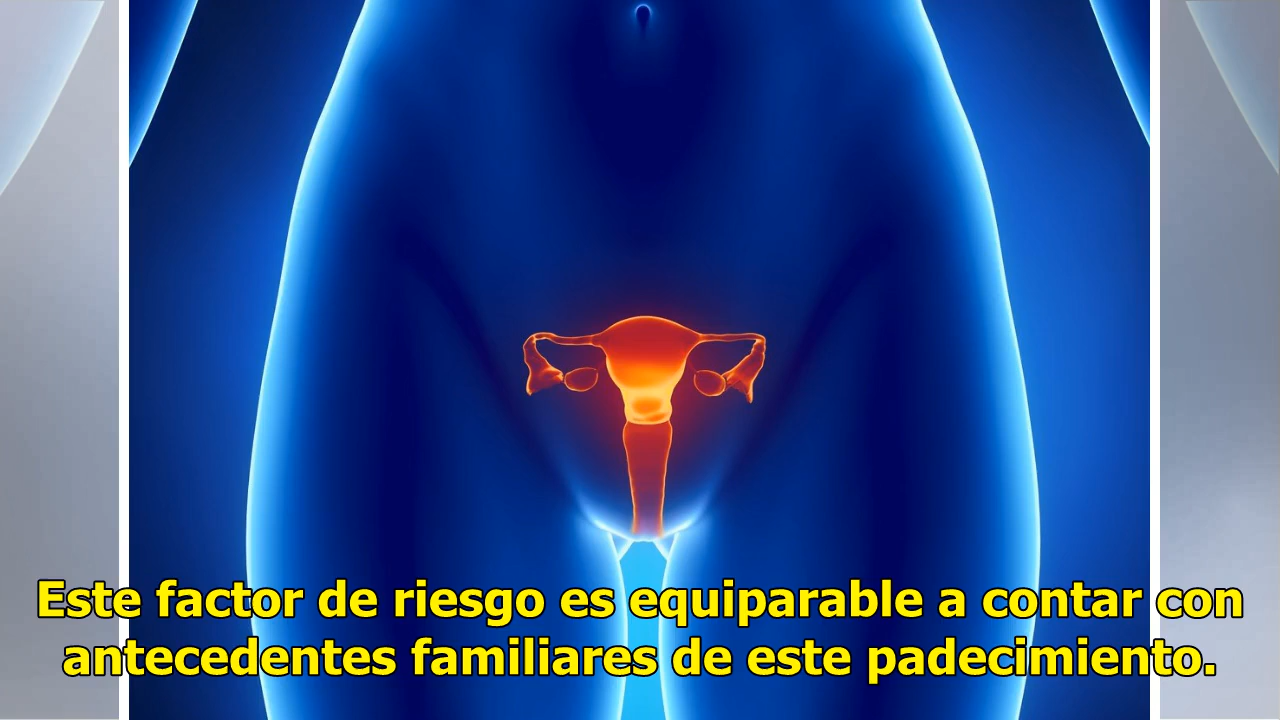 Este factor de riesgo es equiparable a contar con
antecedentes familiares de este padecimiento.